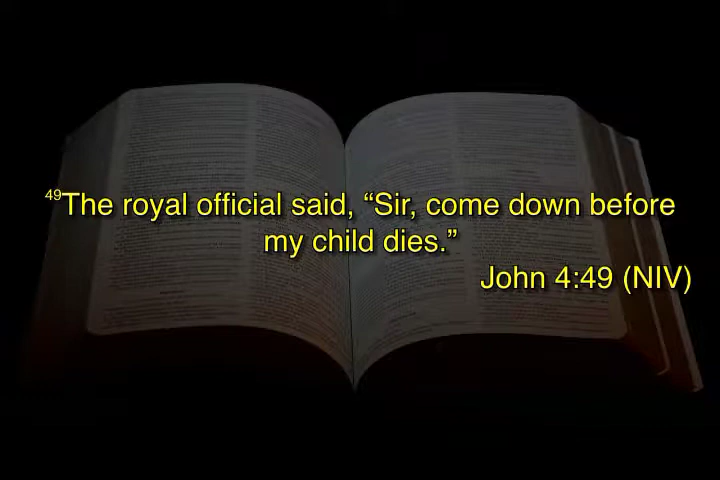 49The royal official said, “Sir, come down before
my child dies.”
John 4:49 (NIV)